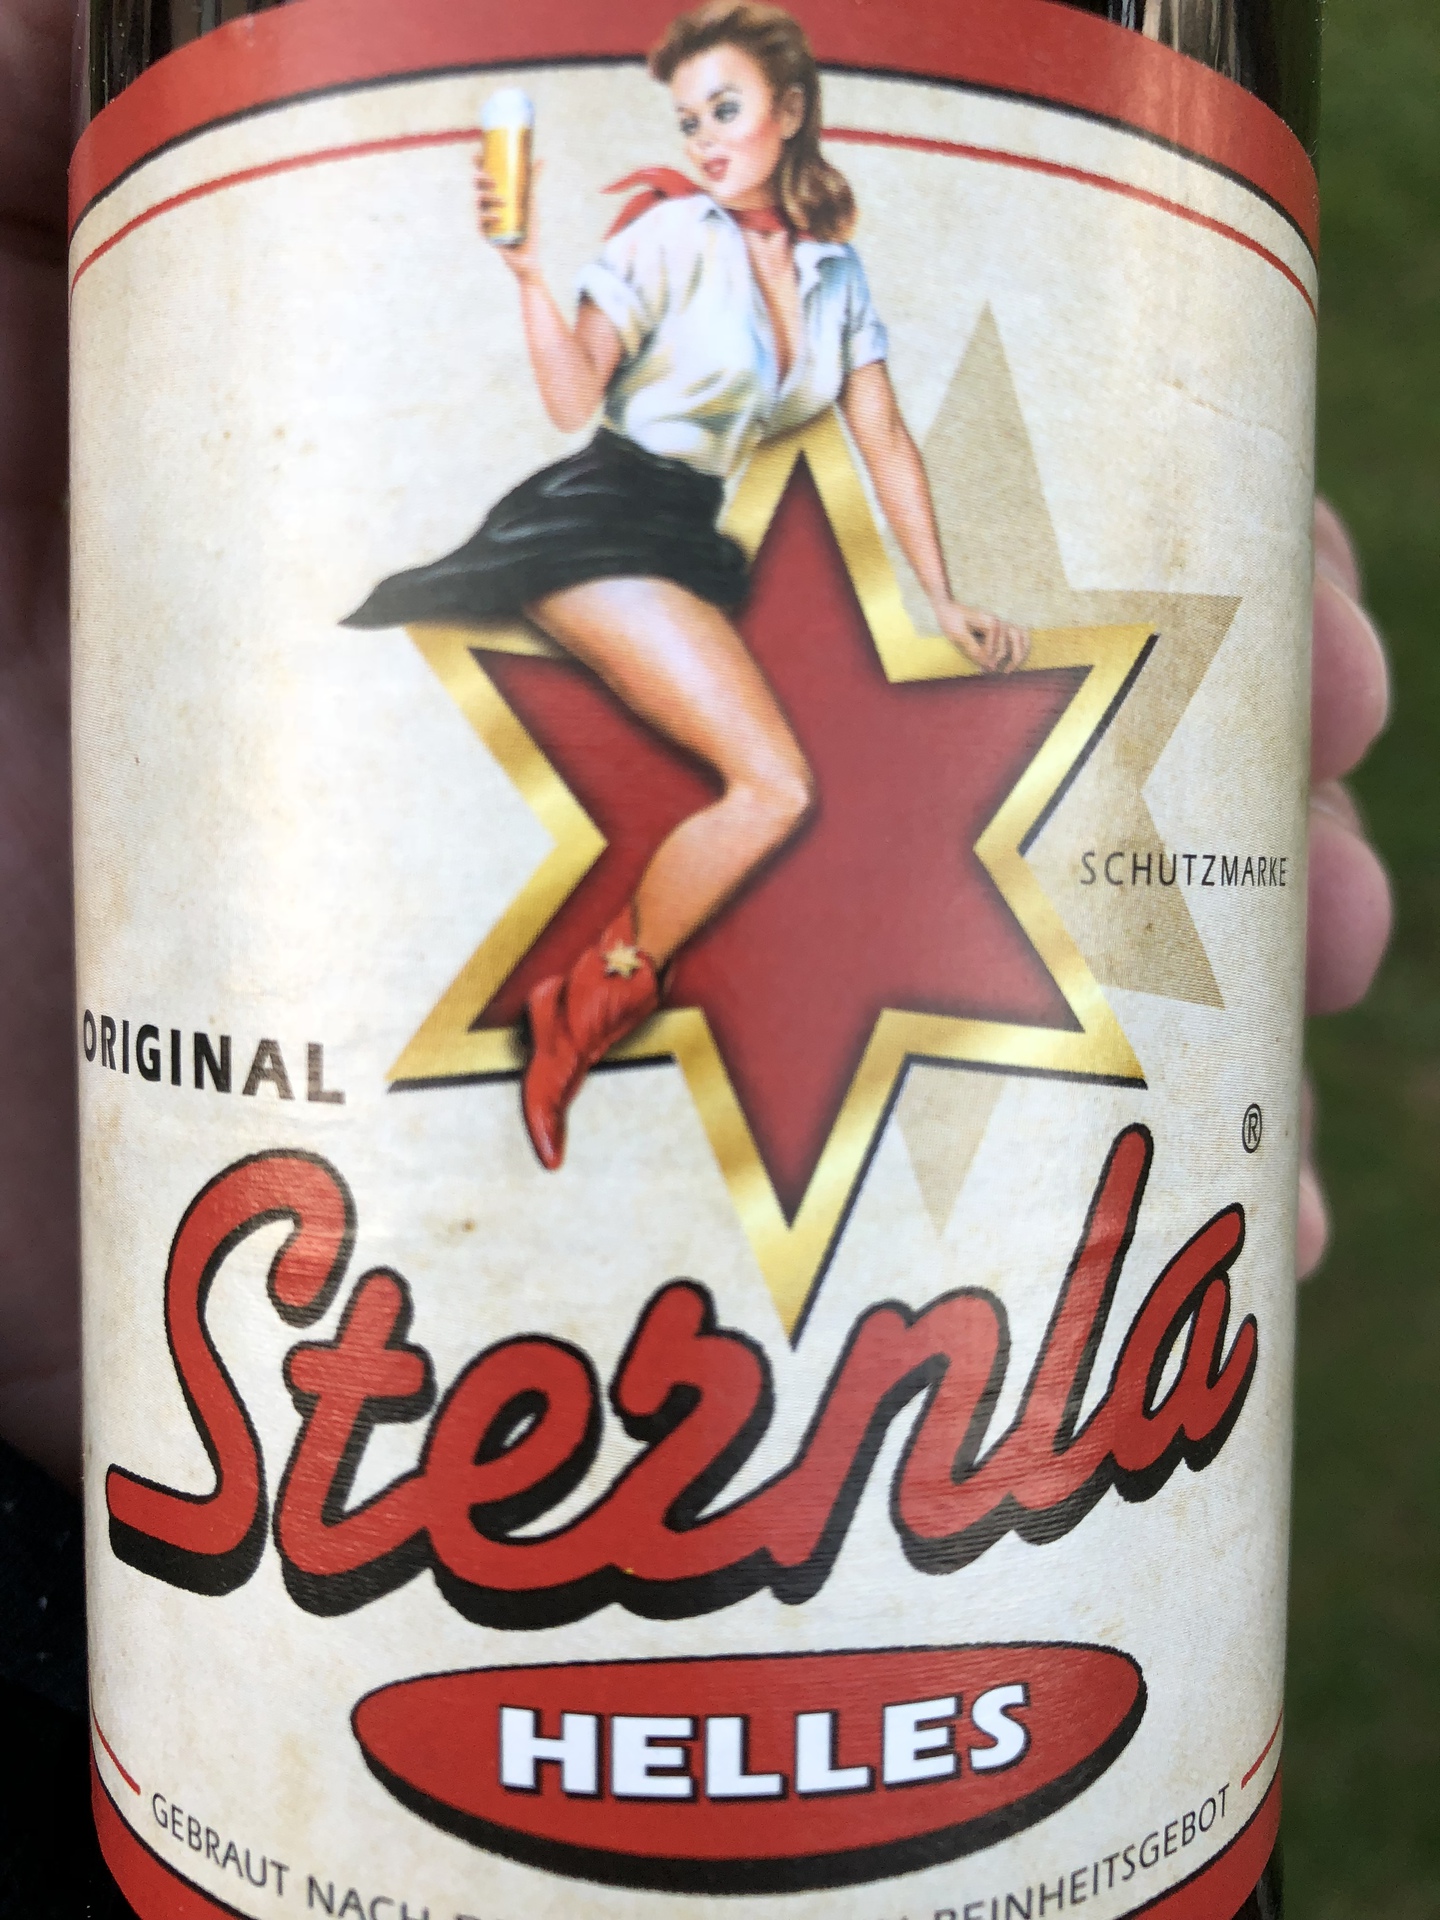 SCHUTZMARKE
ORIGINAL
Sternla ®
HELLES
GEBRAUT NACH REINHEITSGEBOT